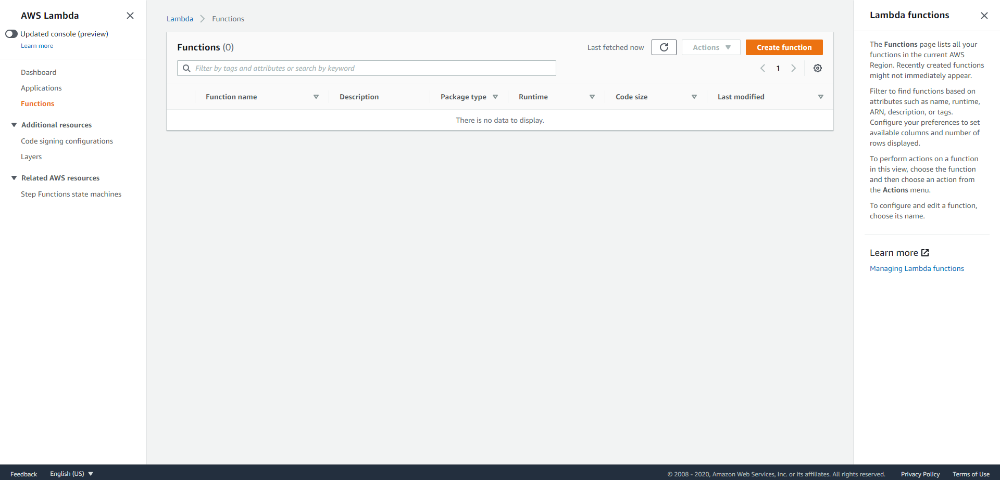 AWS Lambda
Updated console (preview)
Learn more
Dashboard
Applications
Functions
Additional resources
Code signing configurations
Layers
Related AWS resources
Step Functions state machines
Lambda
Functions
Functions (0)
Last fetched now
Actions
Create function
Filter by tags and attributes or search by keyword
1
Function name
Description
Package type
Runtime
Code size
Last modified
There is no data to display.
Lambda functions
The Functions page lists all your
functions in the current AWS
Region. Recently created functions
might not immediately appear.
Filter to find functions based on
attributes such as name, runtime,
ARN, description, or tags.
Configure your preferences to set
available columns and number of
rows displayed.
To perform actions on a function
in this view, choose the function
and then choose an action from
the Actions menu.
To configure and edit a function,
choose its name.
Learn more
Managing Lambda functions
Feedback
English (US)
© 2008 - 2020, Amazon Web Services, Inc. or its affiliates. All rights reserved.
Privacy Policy
Terms of Use